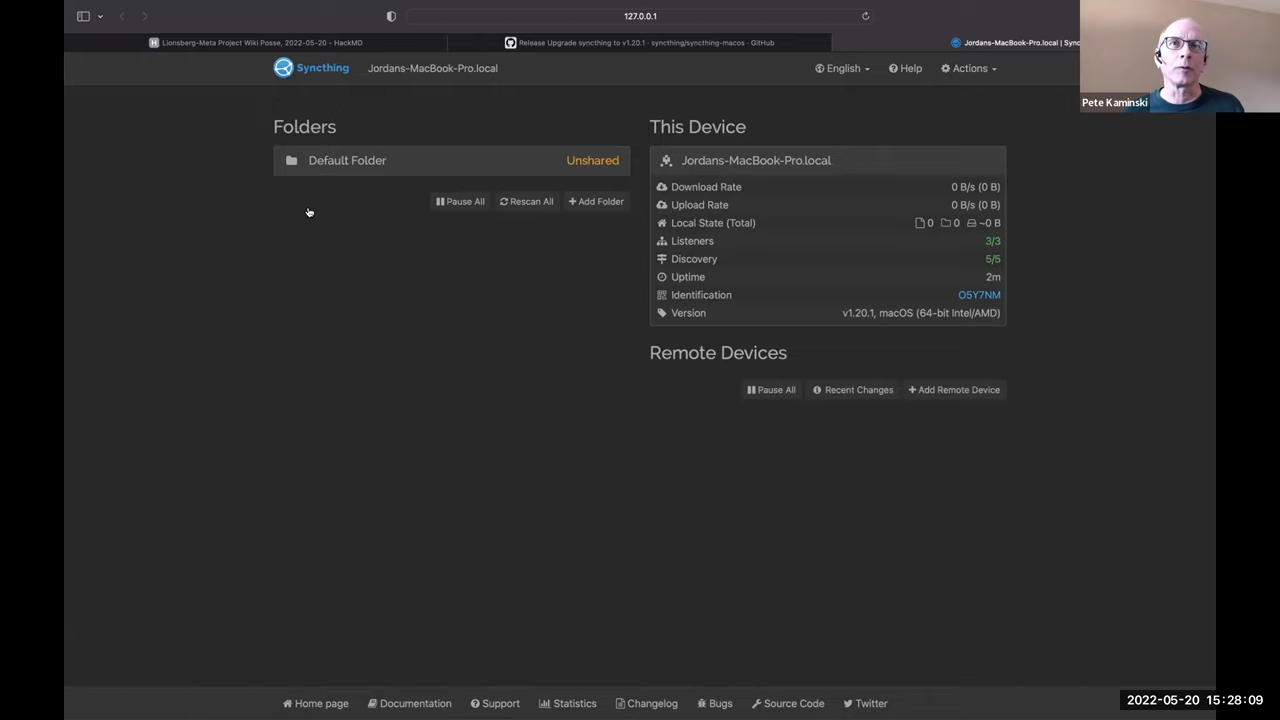 127.0.0.1
Lionsberg-Meta Project Wiki Posse, 2022-05-20 - HackMD
Release Upgrade syncthing to v1.20.1 · syncthing/syncthing-macos · GitHub
Jordans-MacBook-Pro.local | Sync
Syncthing
Jordans-MacBook-Pro.local
English
Help
Actions
Pete Kaminski
Folders
Default Folder
Unshared
Pause All
Rescan All
Add Folder
This Device
Jordans-MacBook-Pro.local
Download Rate 0 B/s (0 B)
Upload Rate 0 B/s (0 B)
Local State (Total) 0 0 ~0 B
Listeners 3/3
Discovery 5/5
Uptime 2m
Identification O5Y7NM
Version v1.20.1, macOS (64-bit Intel/AMD)
Remote Devices
Pause All
Recent Changes
Add Remote Device
Home page
Documentation
Support
Statistics
Changelog
Bugs
Source Code
Twitter
2022-05-20 15:28:09